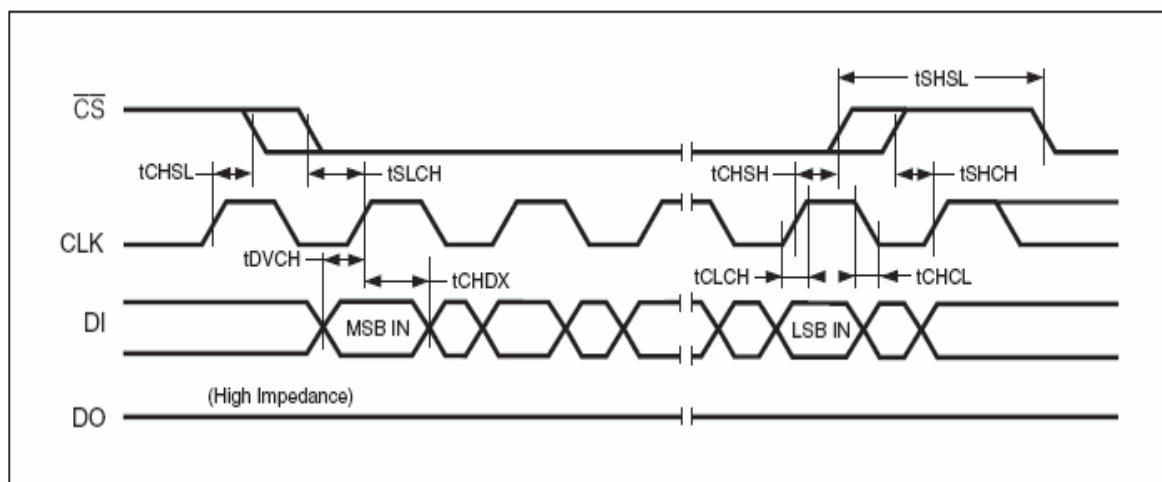 tSHSL
CS
tCHSL
tSLCH
tCHSH
tSHCH
CLK
tDVCH
tCHDX
tCLCH
tCHCL
DI
MSB IN
LSB IN
(High Impedance)
DO